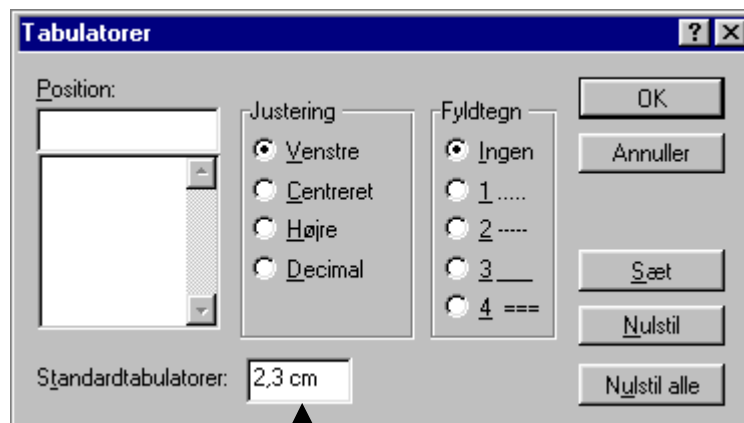 Tabulatorer
Position:
Justering
Venstre
Centreret
Højre
Decimal
Fyldtegn
Ingen
1 .....
2 -----
3 ___
4 ===
OK
Annuller
Sæt
Nulstil
Nulstil alle
Standardtabulatorer: 2,3 cm